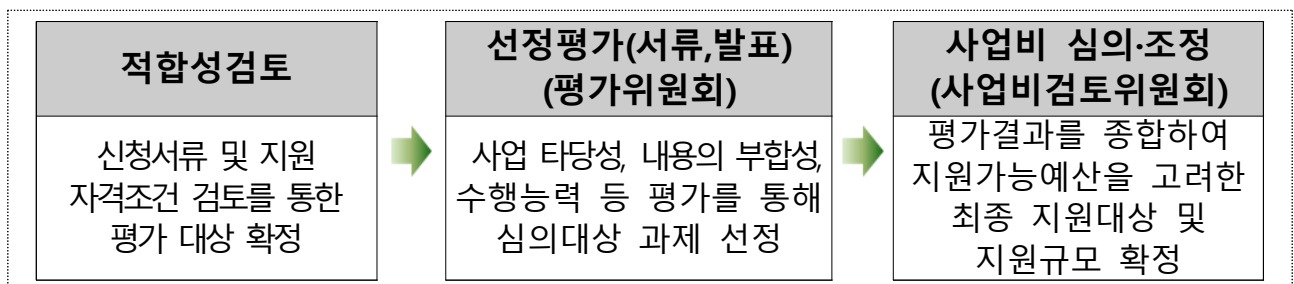 적합성검토
신청서류 및 지원
자격조건 검토를 통한
평가 대상 확정
선정평가(서류,발표)
(평가위원회)
사업 타당성, 내용의 부합성,
수행능력 등 평가를 통해
심의대상 과제 선정
사업비 심의·조정
(사업비검토위원회)
평가결과를 종합하여
지원가능예산을 고려한
최종 지원대상 및
지원규모 확정